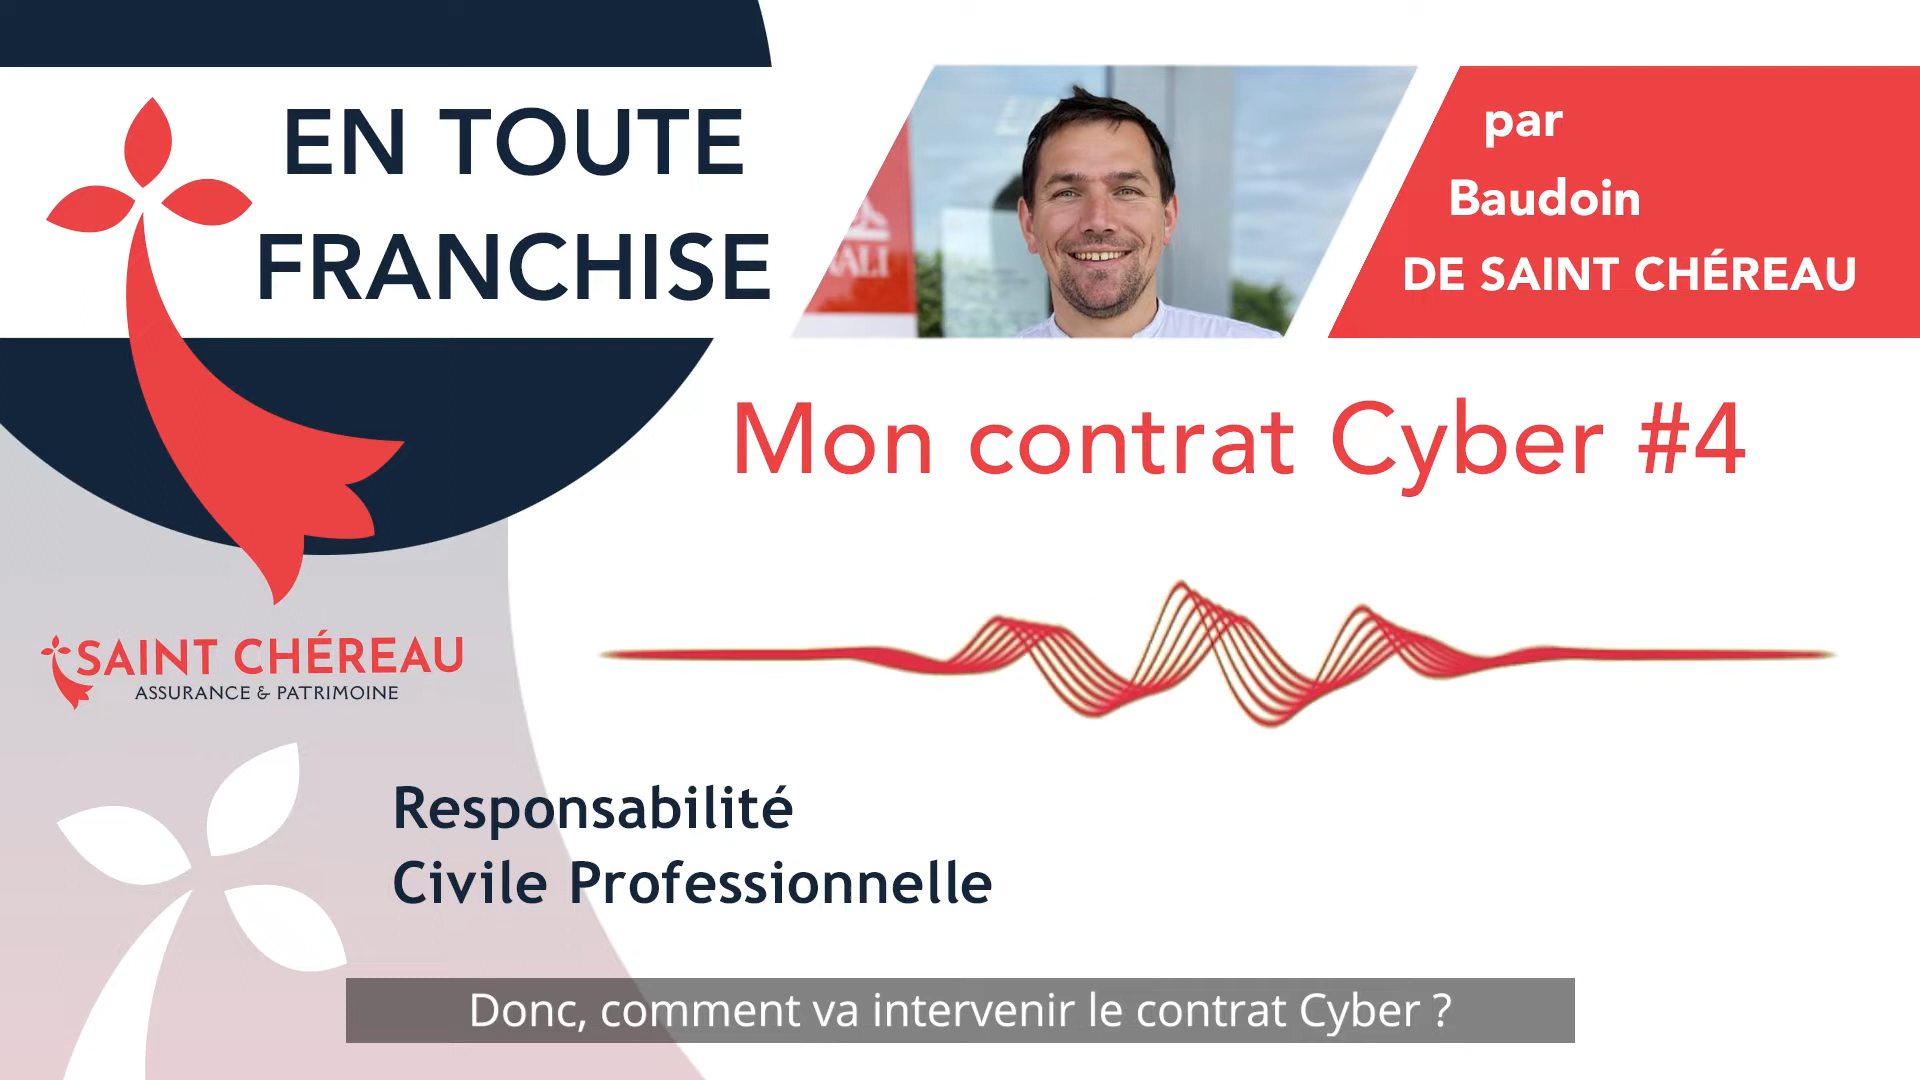 EN TOUTE
FRANCHISE
par
Baudoin
DE SAINT CHÉREAU
Mon contrat Cyber #4
SAINT CHÉREAU
ASSURANCE & PATRIMOINE
Responsabilité
Civile Professionnelle
Donc, comment va intervenir le contrat Cyber ?